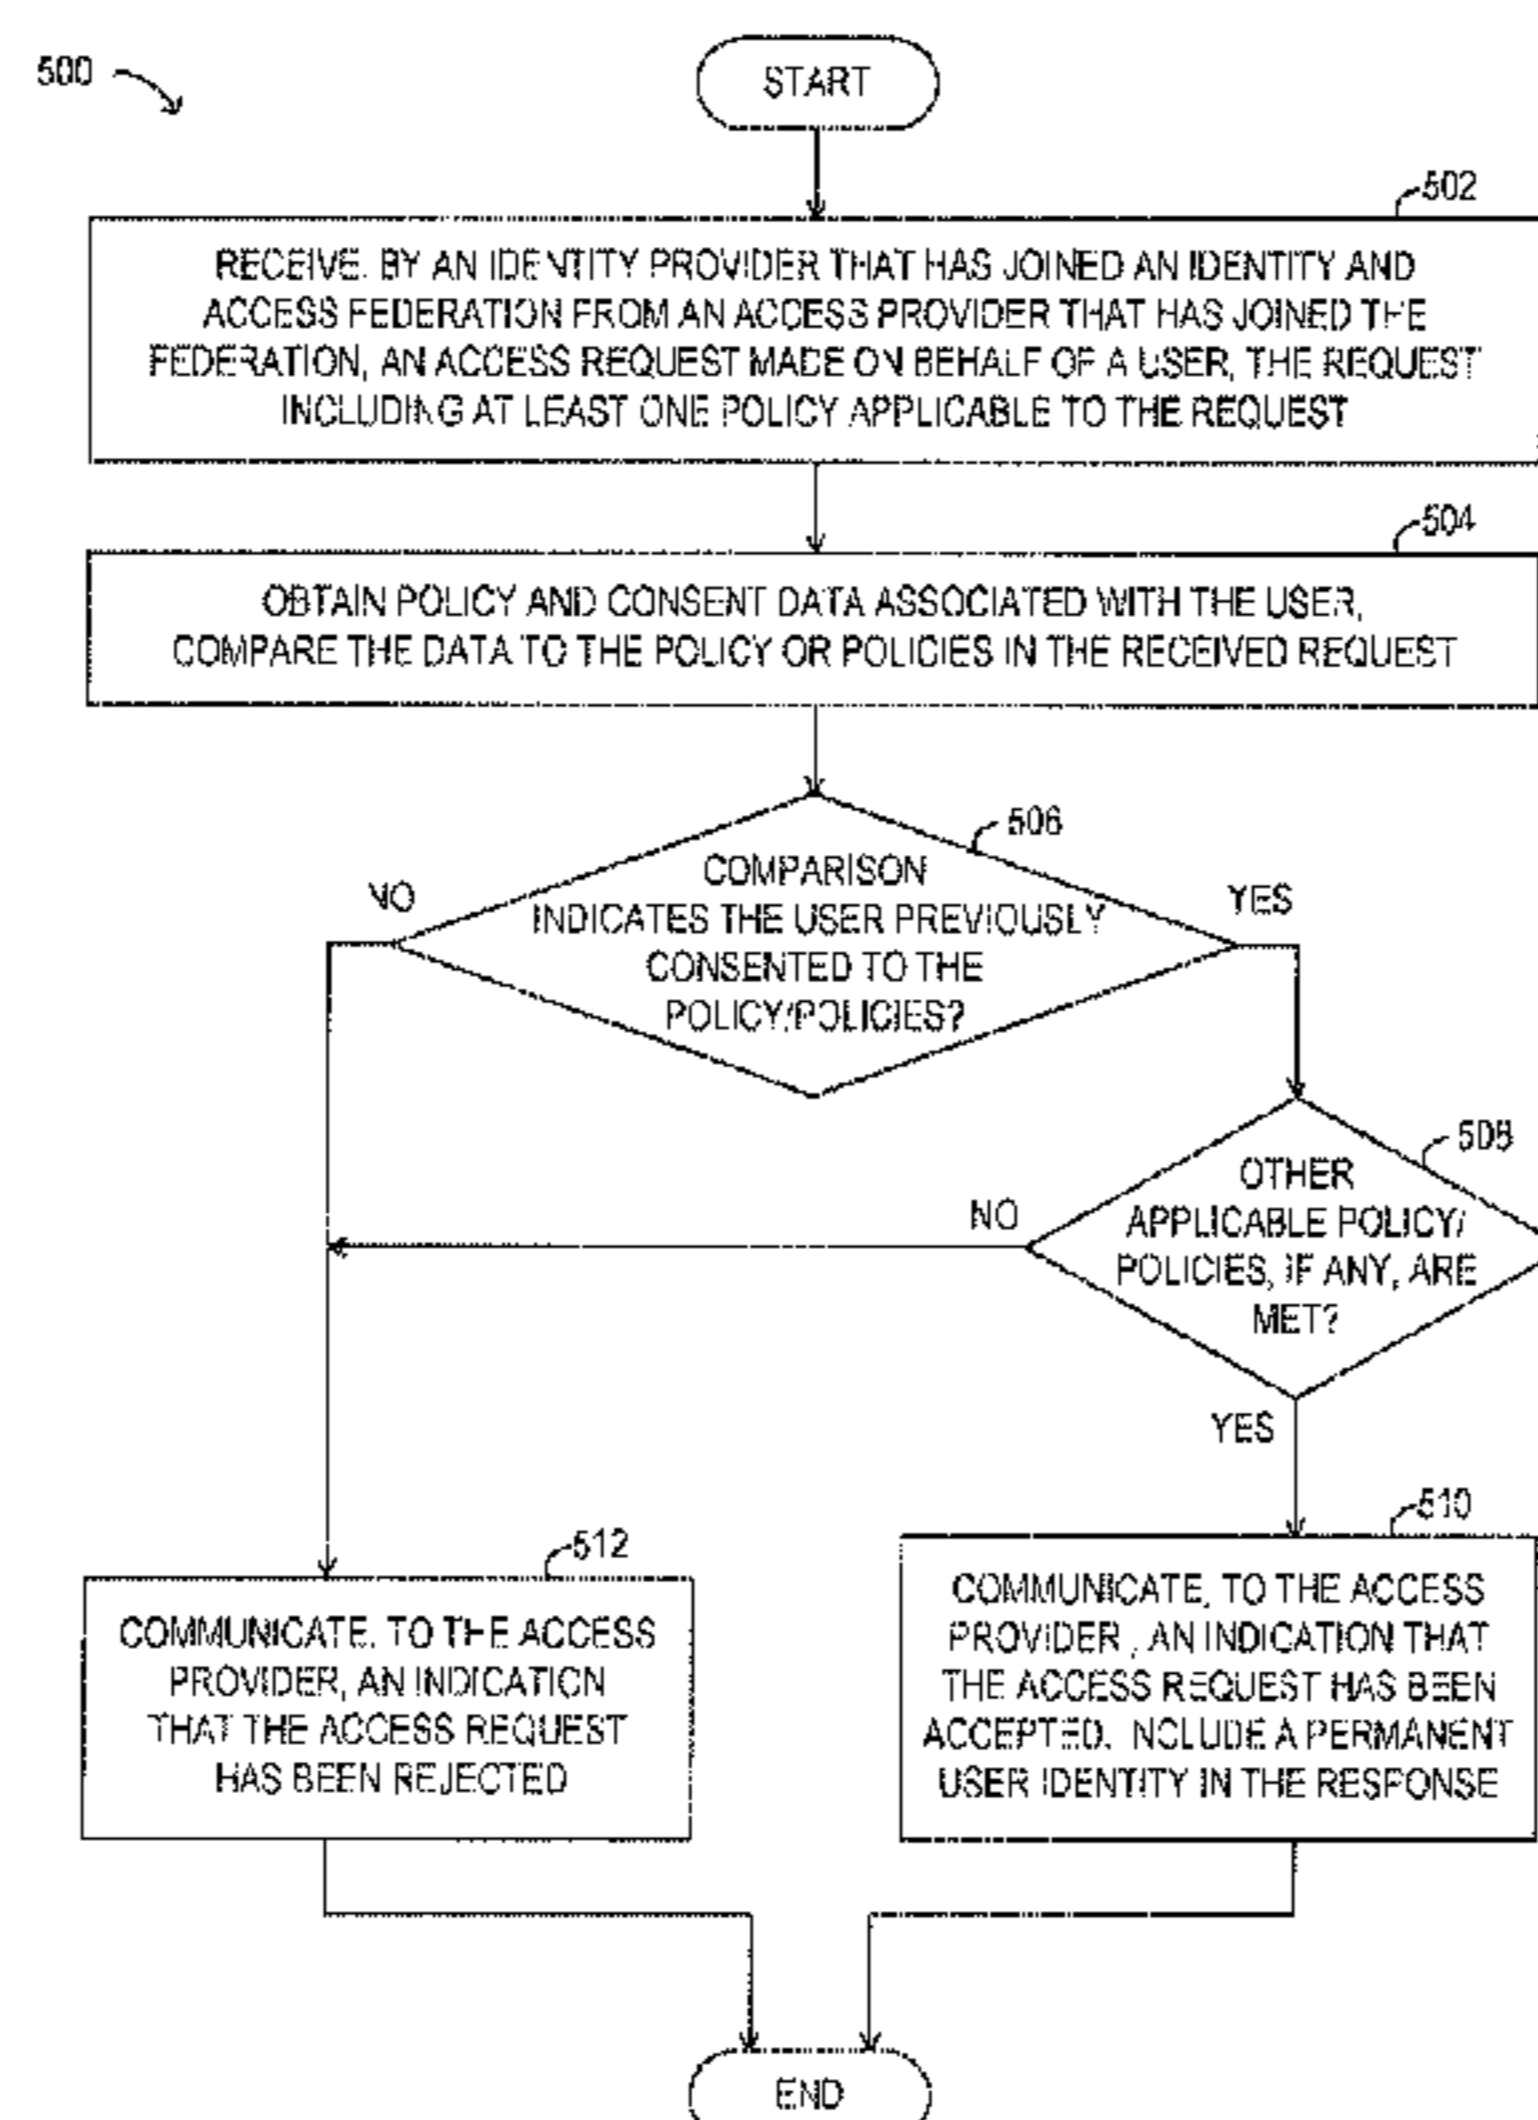 500
START
502
RECEIVE, BY AN IDENTITY PROVIDER THAT HAS JOINED AN IDENTITY AND
ACCESS FEDERATION FROM AN ACCESS PROVIDER THAT HAS JOINED THE
FEDERATION, AN ACCESS REQUEST MADE ON BEHALF OF A USER, THE REQUEST
INCLUDING AT LEAST ONE POLICY APPLICABLE TO THE REQUEST
504
OBTAIN POLICY AND CONSENT DATA ASSOCIATED WITH THE USER,
COMPARE THE DATA TO THE POLICY OR POLICIES IN THE RECEIVED REQUEST
506
COMPARISON
INDICATES THE USER PREVIOUSLY
CONSENTED TO THE
POLICY/POLICIES?
NO
YES
508
OTHER
APPLICABLE POLICY/
POLICIES, IF ANY, ARE
MET?
NO
YES
510
COMMUNICATE, TO THE ACCESS
PROVIDER , AN INDICATION THAT
THE ACCESS REQUEST HAS BEEN
ACCEPTED. INCLUDE A PERMANENT
USER IDENTITY IN THE RESPONSE
512
COMMUNICATE, TO THE ACCESS
PROVIDER, AN INDICATION
THAT THE ACCESS REQUEST
HAS BEEN REJECTED
END